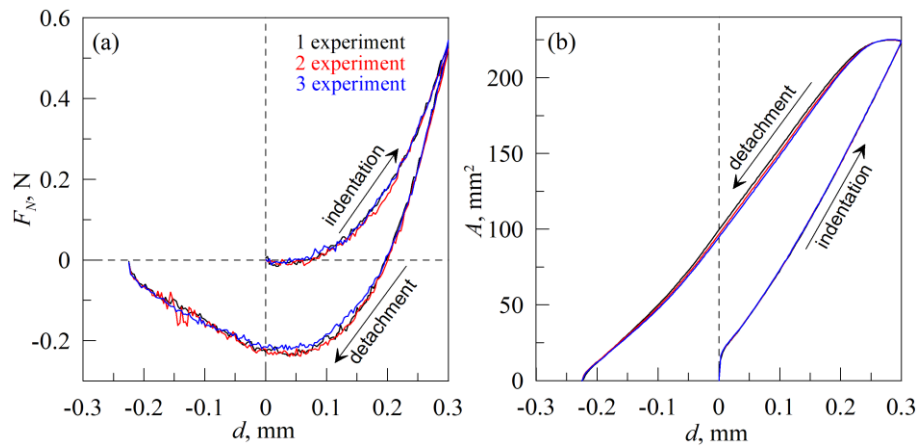 (a)
1 experiment
2 experiment
3 experiment
0.6
0.4
0.2
0
-0.2
F_N, N
indentation
detachment
-0.3 -0.2 -0.1 0 0.1 0.2 0.3
d, mm
(b)
200
150
100
50
0
A, mm²
detachment
indentation
-0.3 -0.2 -0.1 0 0.1 0.2 0.3
d, mm